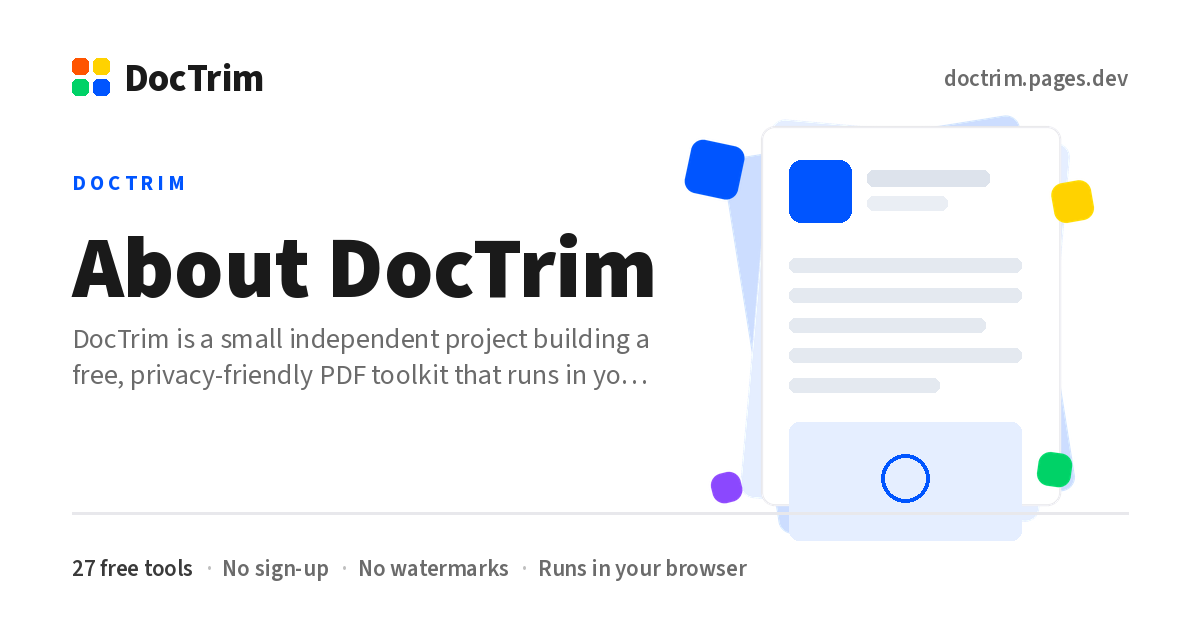 DocTrim
doctrim.pages.dev
DOCTRIM
About DocTrim
DocTrim is a small independent project building a
free, privacy-friendly PDF toolkit that runs in yo…
27 free tools · No sign-up · No watermarks · Runs in your browser